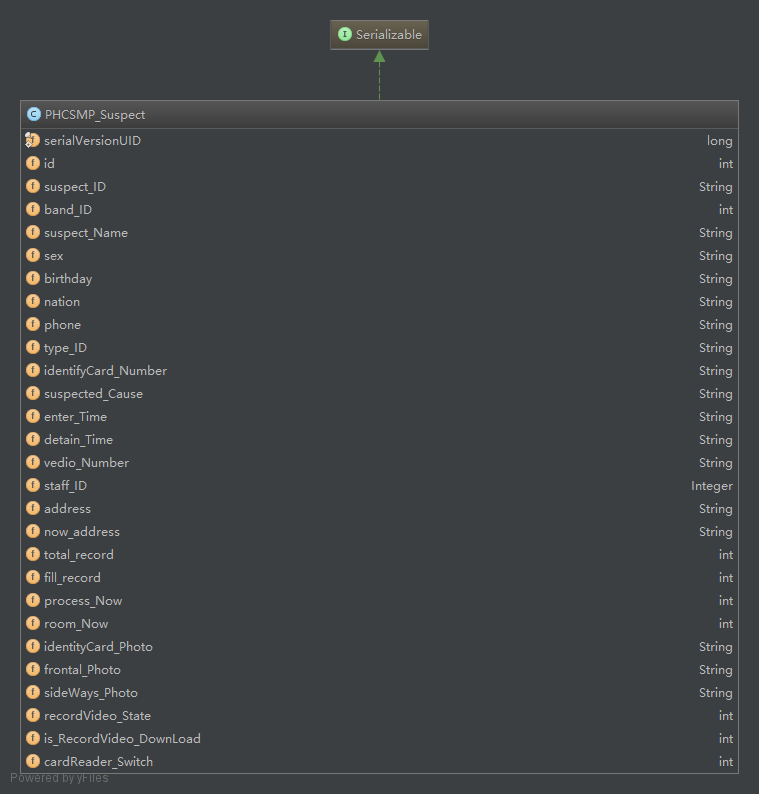 I Serializable
C PHCSMP_Suspect
f serialVersionUID long
f id int
f suspect_ID String
f band_ID int
f suspect_Name String
f sex String
f birthday String
f nation String
f phone String
f type_ID String
f identifyCard_Number String
f suspected_Cause String
f enter_Time String
f detain_Time String
f vedio_Number String
f staff_ID Integer
f address String
f now_address String
f total_record int
f fill_record int
f process_Now int
f room_Now int
f identityCard_Photo String
f frontal_Photo String
f sideWays_Photo String
f recordVideo_State int
f is_RecordVideo_DownLoad int
f cardReader_Switch int
Powered by yFiles